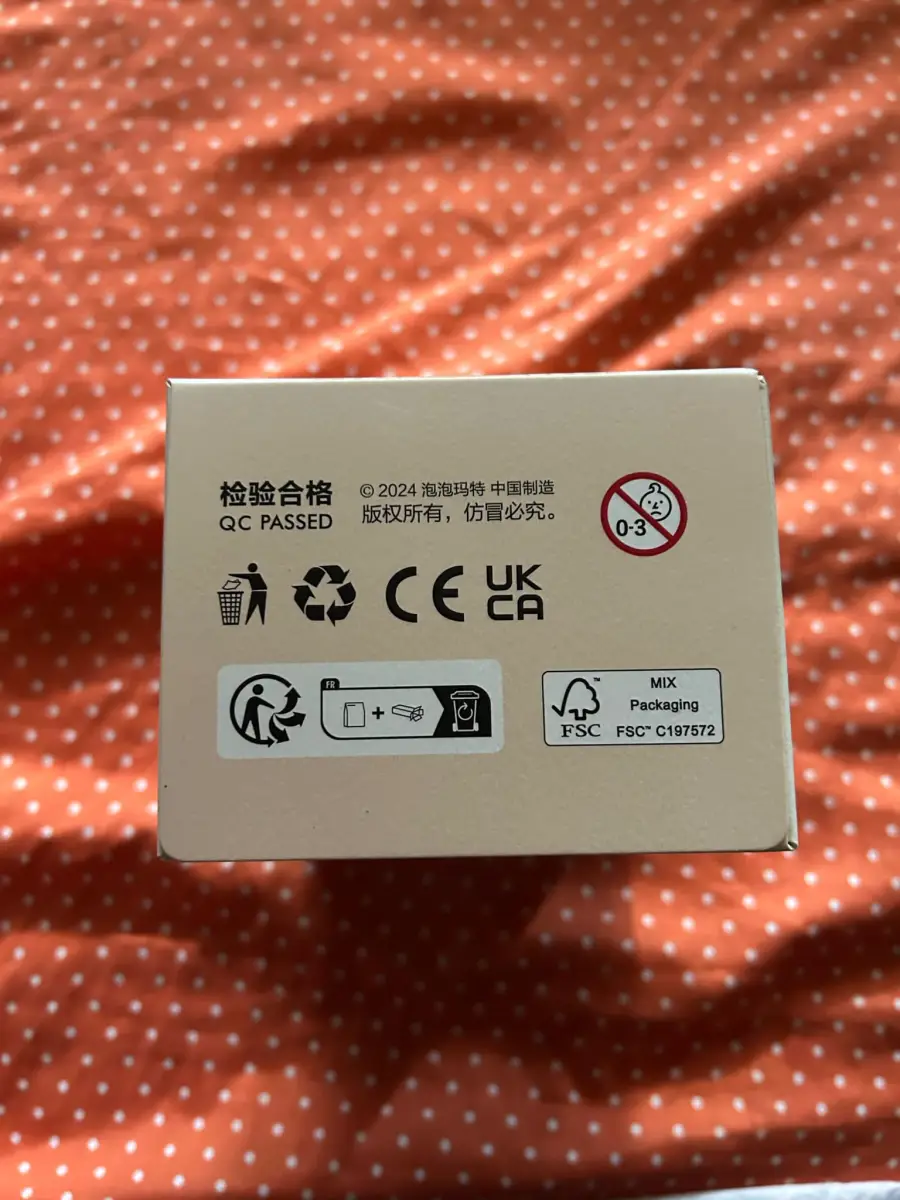 检验合格
QC PASSED
© 2024 泡泡玛特 中国制造
版权所有，仿冒必究。
0-3
CE
UK
CA
FR
+
FSC™
MIX
Packaging
FSC™ C197572